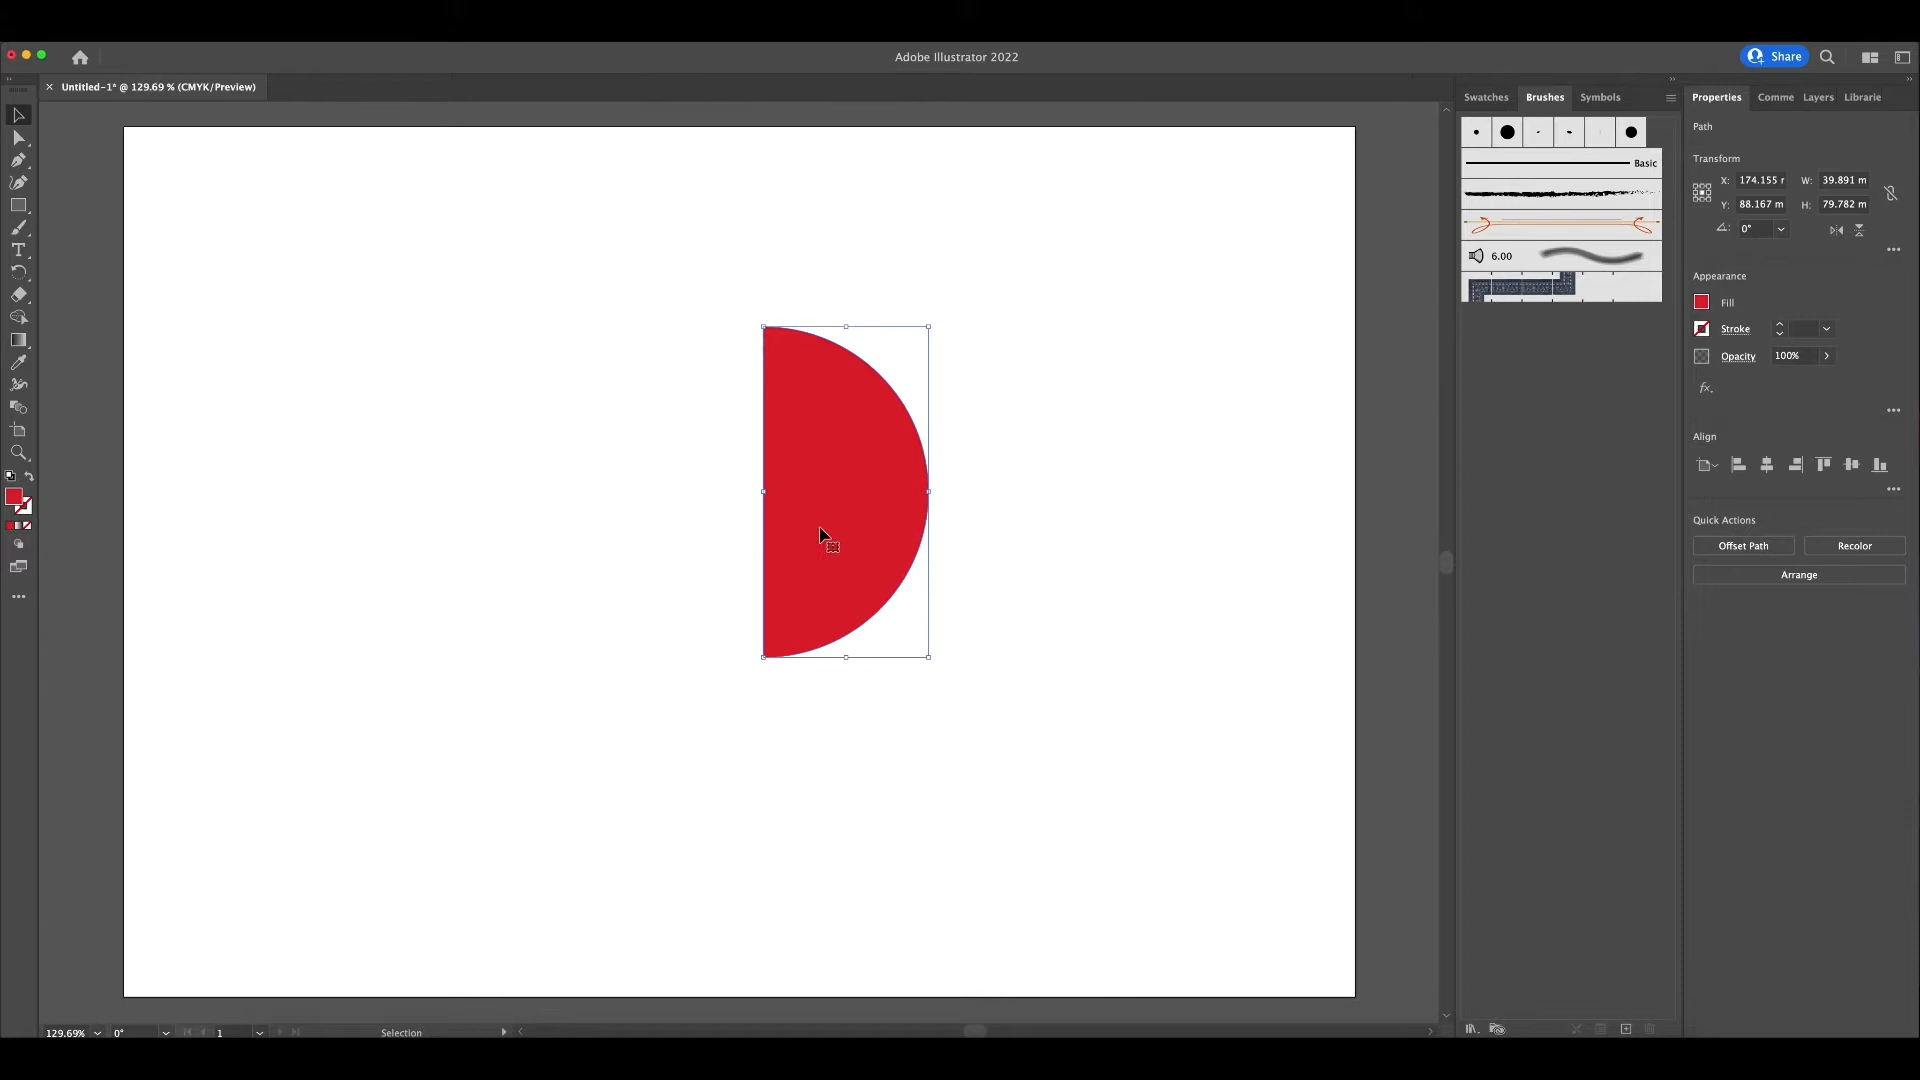 Adobe Illustrator 2022
Share
Untitled-1* @ 129.69 % (CMYK/Preview)
Swatches Brushes Symbols
Basic
6.00
Properties Comme Layers Librarie
Path
Transform
X: 174.155 r W: 39.891 m
Y: 88.167 m H: 79.782 m
0°
Appearance
Fill
Stroke
Opacity 100%
fx.
Align
Quick Actions
Offset Path Recolor
Arrange
129.69% 0° 1 Selection